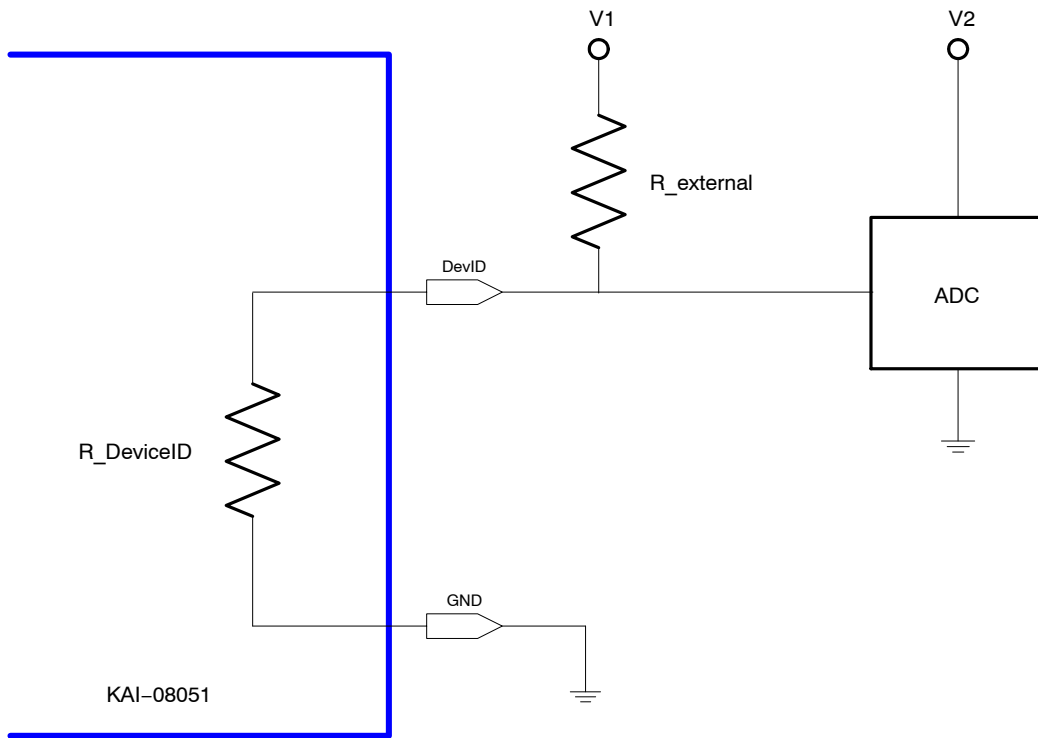 V1
V2
R_external
DevID
ADC
R_DeviceID
GND
KAI−08051